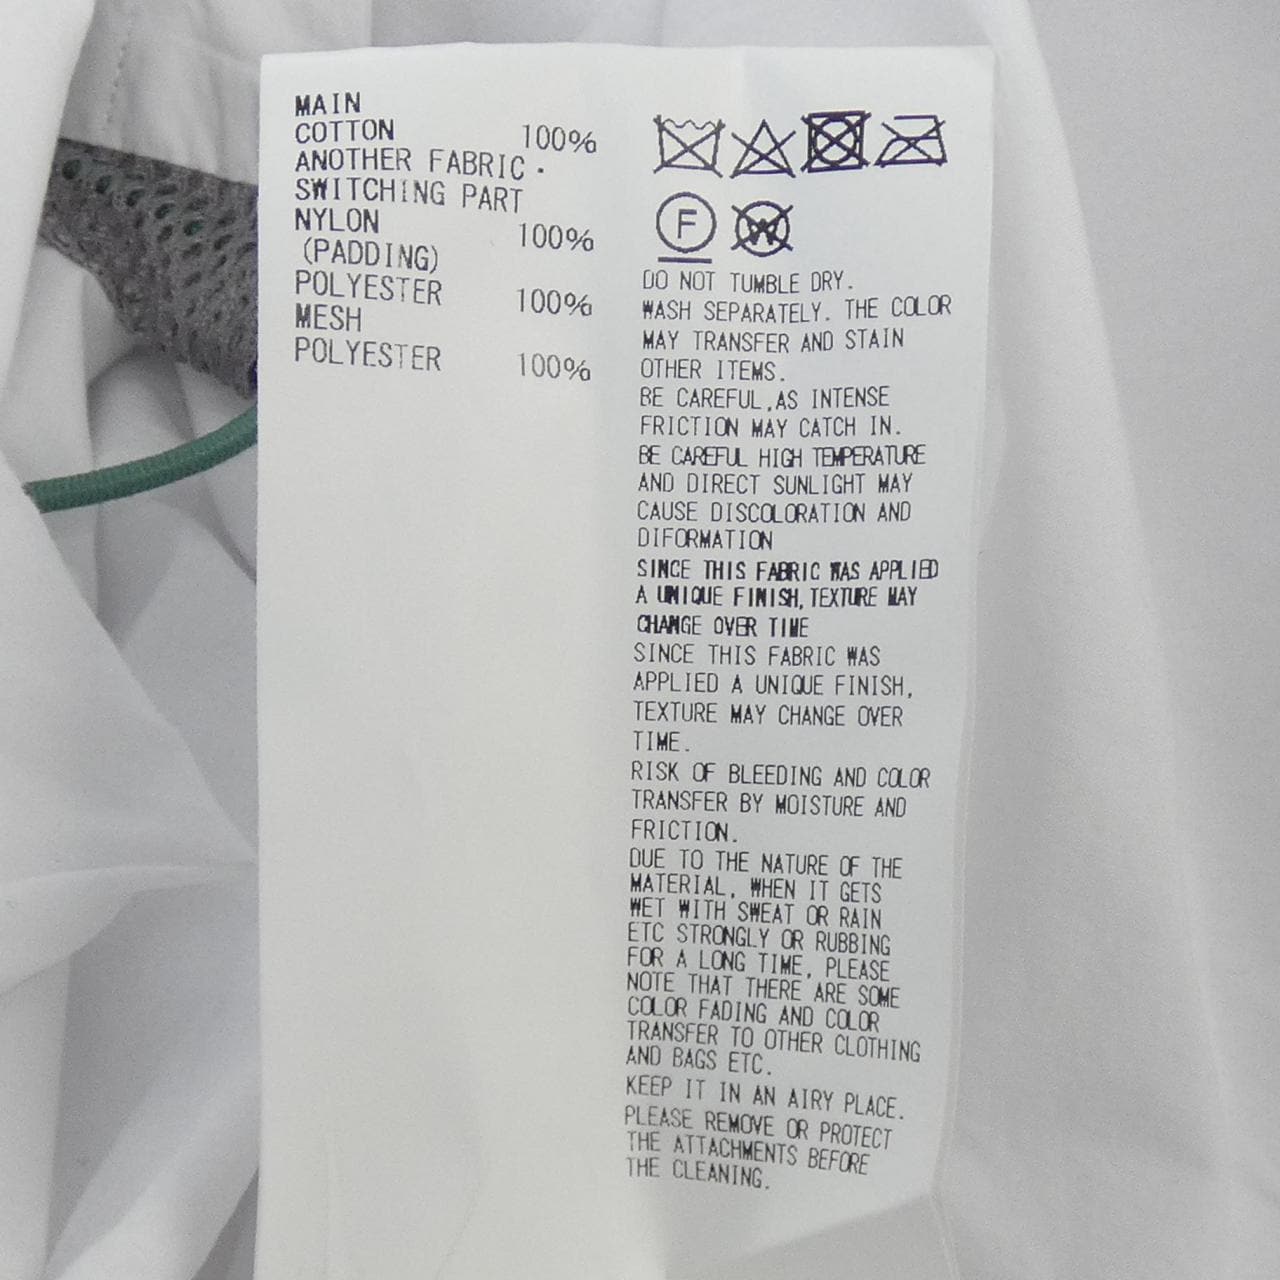 MAIN
COTTON 100%
ANOTHER FABRIC・
SWITCHING PART
NYLON 100%
(PADDING)
POLYESTER 100%
MESH
POLYESTER 100%
F
W
DO NOT TUMBLE DRY.
WASH SEPARATELY. THE COLOR
MAY TRANSFER AND STAIN
OTHER ITEMS.
BE CAREFUL,AS INTENSE
FRICTION MAY CATCH IN.
BE CAREFUL HIGH TEMPERATURE
AND DIRECT SUNLIGHT MAY
CAUSE DISCOLORATION AND
DIFORMATION
SINCE THIS FABRIC WAS APPLIED
A UNIQUE FINISH,TEXTURE MAY
CHANGE OVER TIME
SINCE THIS FABRIC WAS
APPLIED A UNIQUE FINISH,
TEXTURE MAY CHANGE OVER
TIME.
RISK OF BLEEDING AND COLOR
TRANSFER BY MOISTURE AND
FRICTION.
DUE TO THE NATURE OF THE
MATERIAL, WHEN IT GETS
WET WITH SWEAT OR RAIN
ETC STRONGLY OR RUBBING
FOR A LONG TIME, PLEASE
NOTE THAT THERE ARE SOME
COLOR FADING AND COLOR
TRANSFER TO OTHER CLOTHING
AND BAGS ETC.
KEEP IT IN AN AIRY PLACE.
PLEASE REMOVE OR PROTECT
THE ATTACHMENTS BEFORE
THE CLEANING.